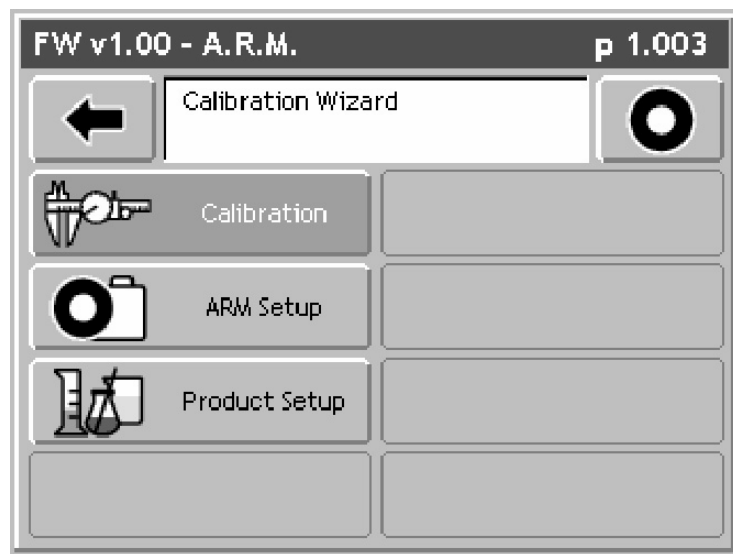 FW v1.00 - A.R.M. p 1.003
Calibration Wizard
Calibration
ARM Setup
Product Setup